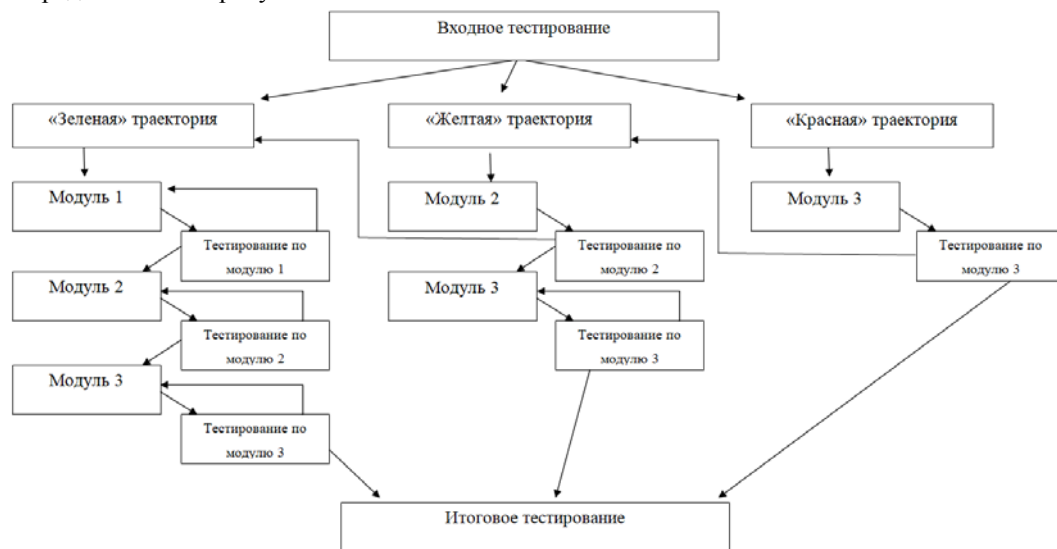 Входное тестирование
«Зеленая» траектория
«Желтая» траектория
«Красная» траектория
Модуль 1
Модуль 2
Модуль 3
Тестирование по
модулю 1
Тестирование по
модулю 2
Тестирование по
модулю 3
Модуль 2
Модуль 3
Тестирование по
модулю 2
Тестирование по
модулю 3
Модуль 3
Тестирование по
модулю 3
Итоговое тестирование